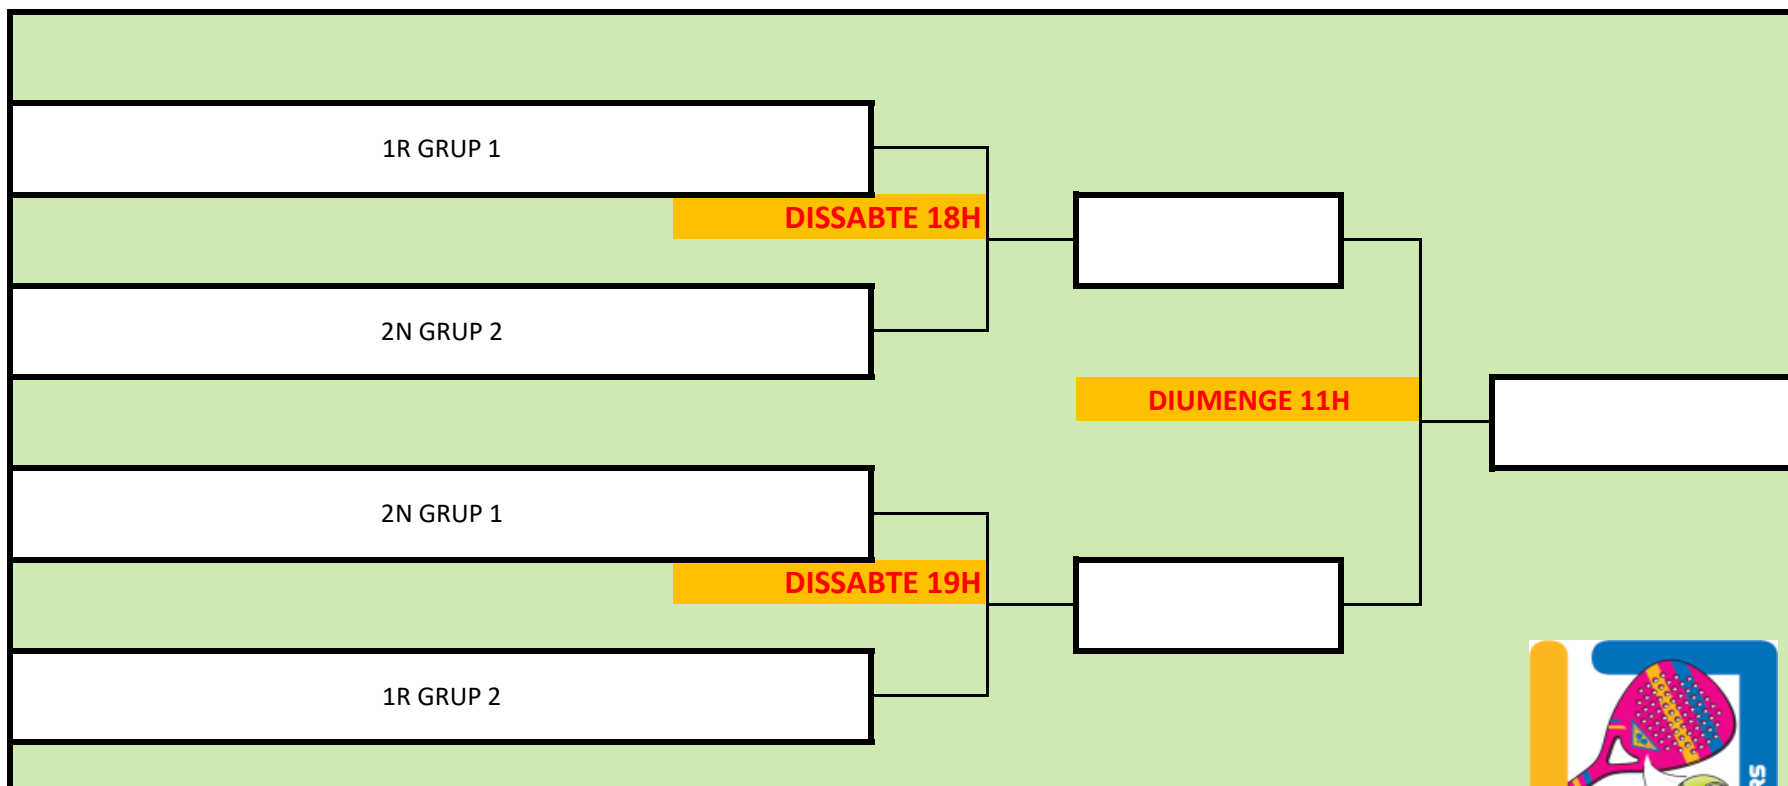 1R GRUP 1
DISSABTE 18H
2N GRUP 2
DIUMENGE 11H
2N GRUP 1
DISSABTE 19H
1R GRUP 2